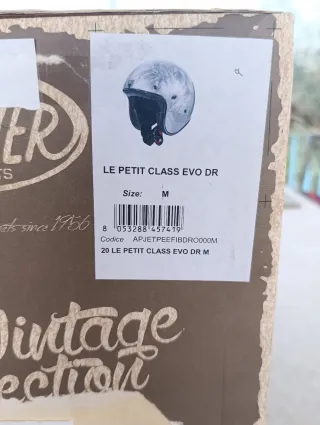 LE PETIT CLASS EVO DR
Size: M
8 053288 457419
Codice APJETPEEFIBDRO000M
20 LE PETIT CLASS EVO DR M
since 1956
Vintage